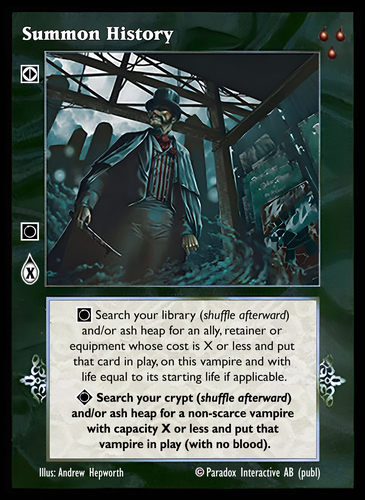 Summon History
X
Search your library (shuffle afterward)
and/or ash heap for an ally, retainer or
equipment whose cost is X or less and put
that card in play, on this vampire and with
life equal to its starting life if applicable.
Search your crypt (shuffle afterward)
and/or ash heap for a non-scarce vampire
with capacity X or less and put that
vampire in play (with no blood).
Illus: Andrew Hepworth © Paradox Interactive AB (publ)